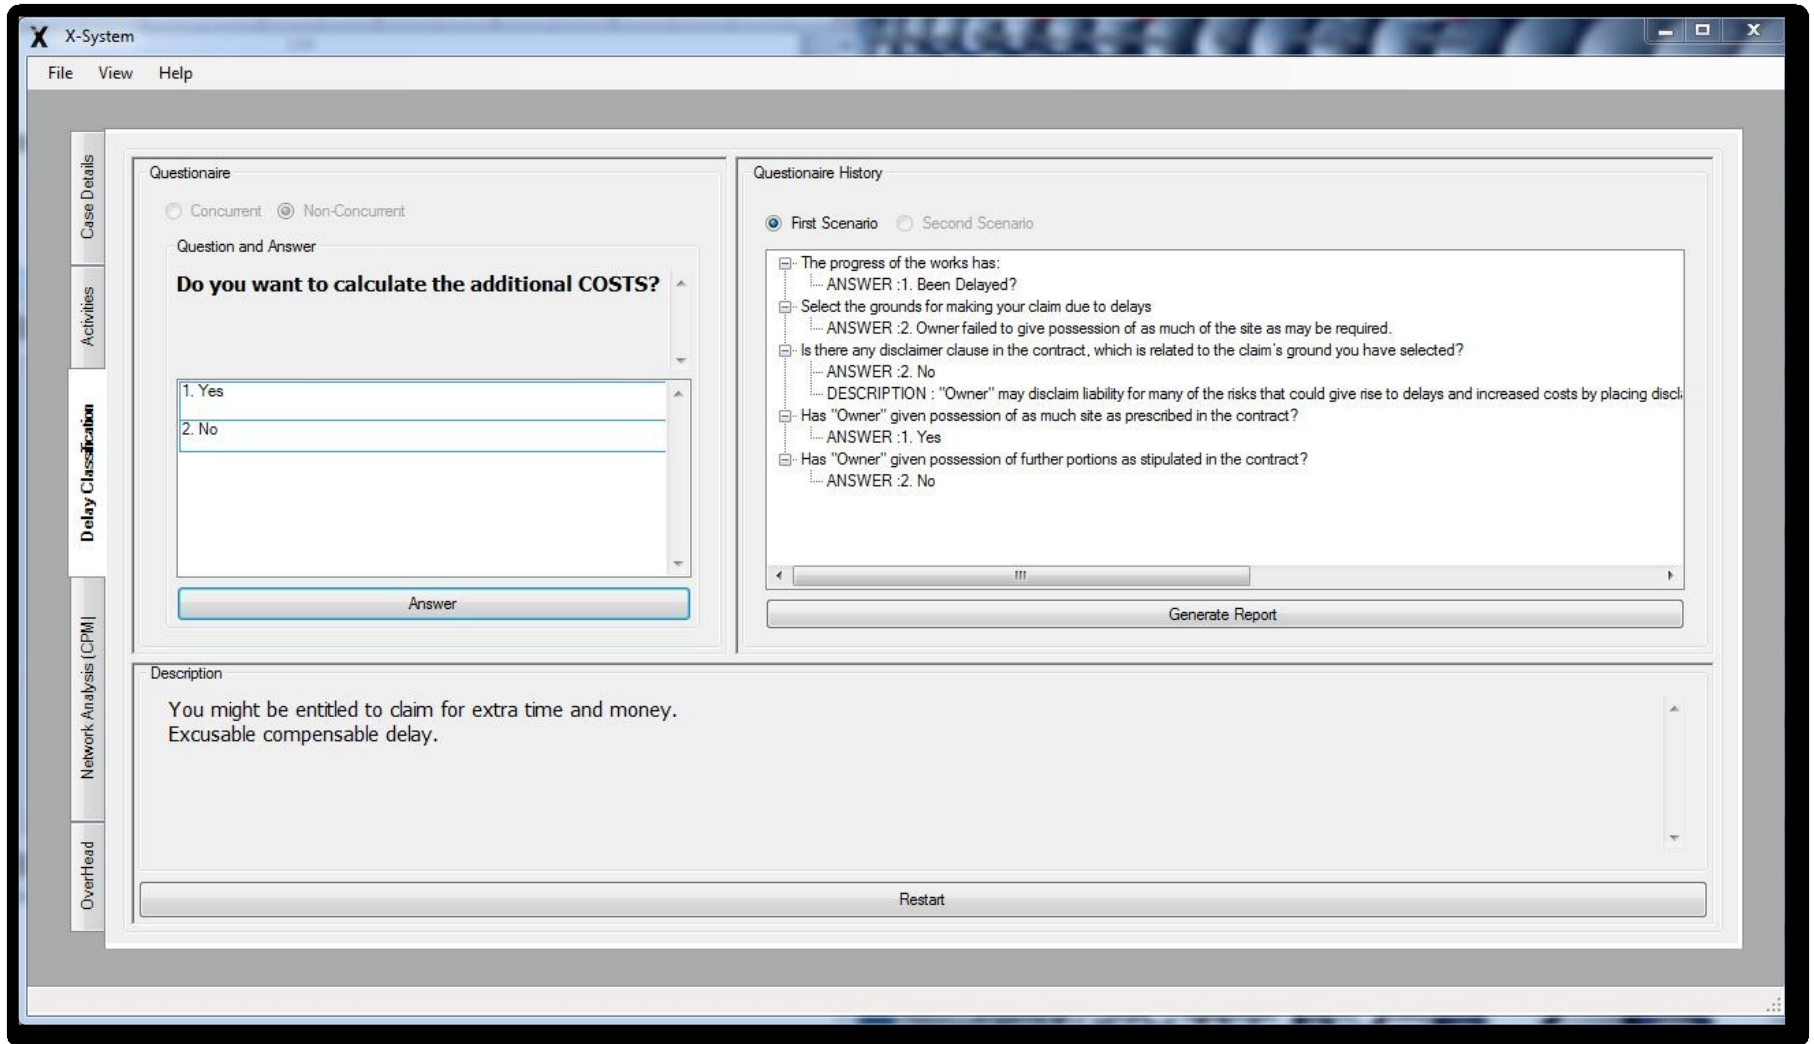 X X-System
File View Help
Case Details
Activities
Delay Classification
Network Analysis (CPM)
OverHead
Questionaire
Concurrent Non-Concurrent
Question and Answer
Do you want to calculate the additional COSTS?
1. Yes
2. No
Answer
Questionaire History
First Scenario Second Scenario
The progress of the works has:
ANSWER :1. Been Delayed?
Select the grounds for making your claim due to delays
ANSWER :2. Owner failed to give possession of as much of the site as may be required.
Is there any disclaimer clause in the contract, which is related to the claim's ground you have selected?
ANSWER :2. No
DESCRIPTION : "Owner" may disclaim liability for many of the risks that could give rise to delays and increased costs by placing discl
Has "Owner" given possession of as much site as prescribed in the contract?
ANSWER :1. Yes
Has "Owner" given possession of further portions as stipulated in the contract?
ANSWER :2. No
Generate Report
Description
You might be entitled to claim for extra time and money.
Excusable compensable delay.
Restart